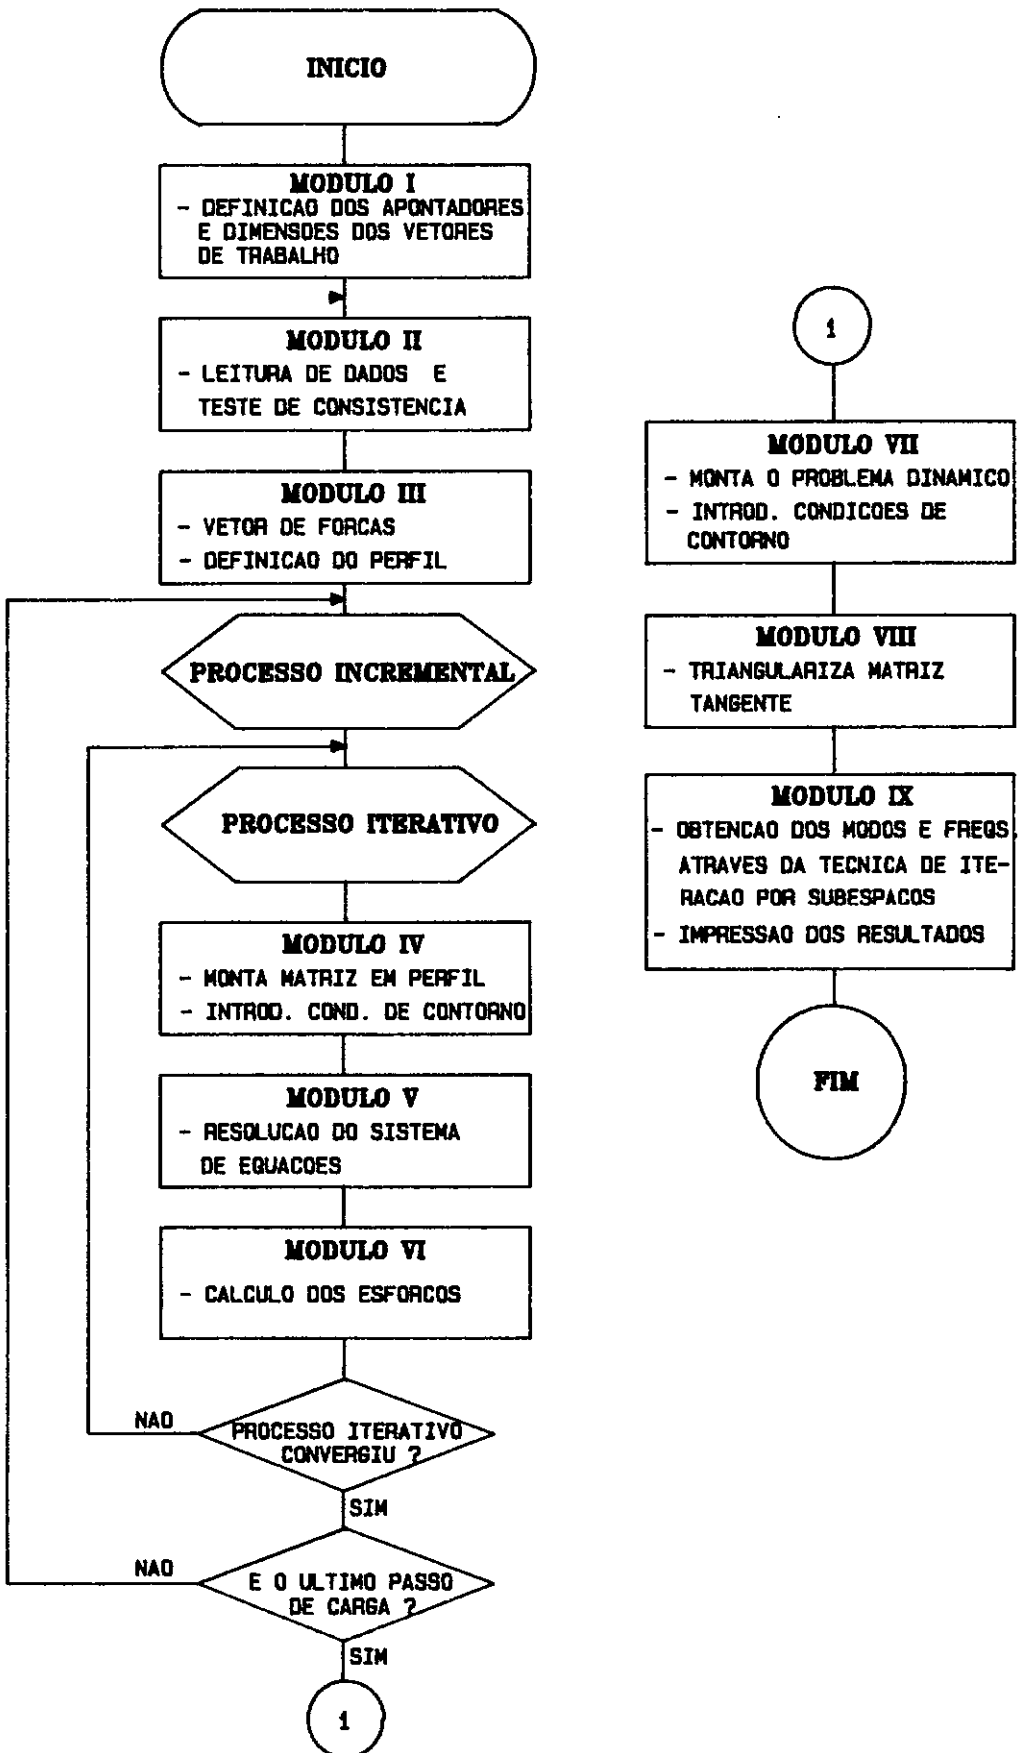 INICIO
MODULO I
- DEFINICAO DOS APONTADORES
E DIMENSOES DOS VETORES
DE TRABALHO
MODULO II
- LEITURA DE DADOS E
TESTE DE CONSISTENCIA
MODULO III
- VETOR DE FORCAS
- DEFINICAO DO PERFIL
PROCESSO INCREMENTAL
PROCESSO ITERATIVO
MODULO IV
- MONTA MATRIZ EM PERFIL
- INTROD. COND. DE CONTORNO
MODULO V
- RESOLUCAO DO SISTEMA
DE EQUACOES
MODULO VI
- CALCULO DOS ESFORCOS
NAO
PROCESSO ITERATIVO
CONVERGIU ?
SIM
NAO
E O ULTIMO PASSO
DE CARGA ?
SIM
1
1
MODULO VII
- MONTA O PROBLEMA DINAMICO
- INTROD. CONDICOES DE
CONTORNO
MODULO VIII
- TRIANGULARIZA MATRIZ
TANGENTE
MODULO IX
- OBTENCAO DOS MODOS E FREQS.
ATRAVES DA TECNICA DE ITE-
RACAO POR SUBESPACOS
- IMPRESSAO DOS RESULTADOS
FIM